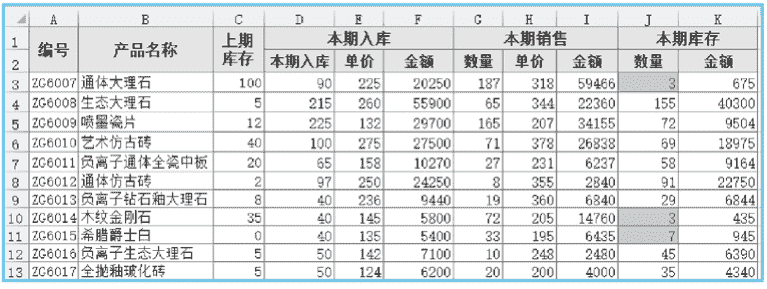 A B C D E F G H I J K
1 编号 产品名称 上期库存 本期入库 本期销售 本期库存
2 本期入库 单价 金额 数量 单价 金额 数量 金额
3 ZG6007 通体大理石 100 90 225 20250 187 318 59466 3 675
4 ZG6008 生态大理石 5 215 260 55900 65 344 22360 155 40300
5 ZG6009 喷墨瓷片 12 225 132 29700 165 207 34155 72 9504
6 ZG6010 艺术仿古砖 40 100 275 27500 71 378 26838 69 18975
7 ZG6011 负离子通体全瓷中板 20 65 158 10270 27 231 6237 58 9164
8 ZG6012 通体仿古砖 2 97 250 24250 8 355 2840 91 22750
9 ZG6013 负离子钻石釉大理石 8 40 236 9440 19 360 6840 29 6844
10 ZG6014 木纹金刚石 35 40 145 5800 72 205 14760 3 435
11 ZG6015 希腊爵士白 0 40 135 5400 33 195 6435 7 945
12 ZG6016 负离子生态大理石 5 50 142 7100 10 248 2480 45 6390
13 ZG6017 全抛釉玻化砖 5 50 124 6200 20 200 4000 35 4340